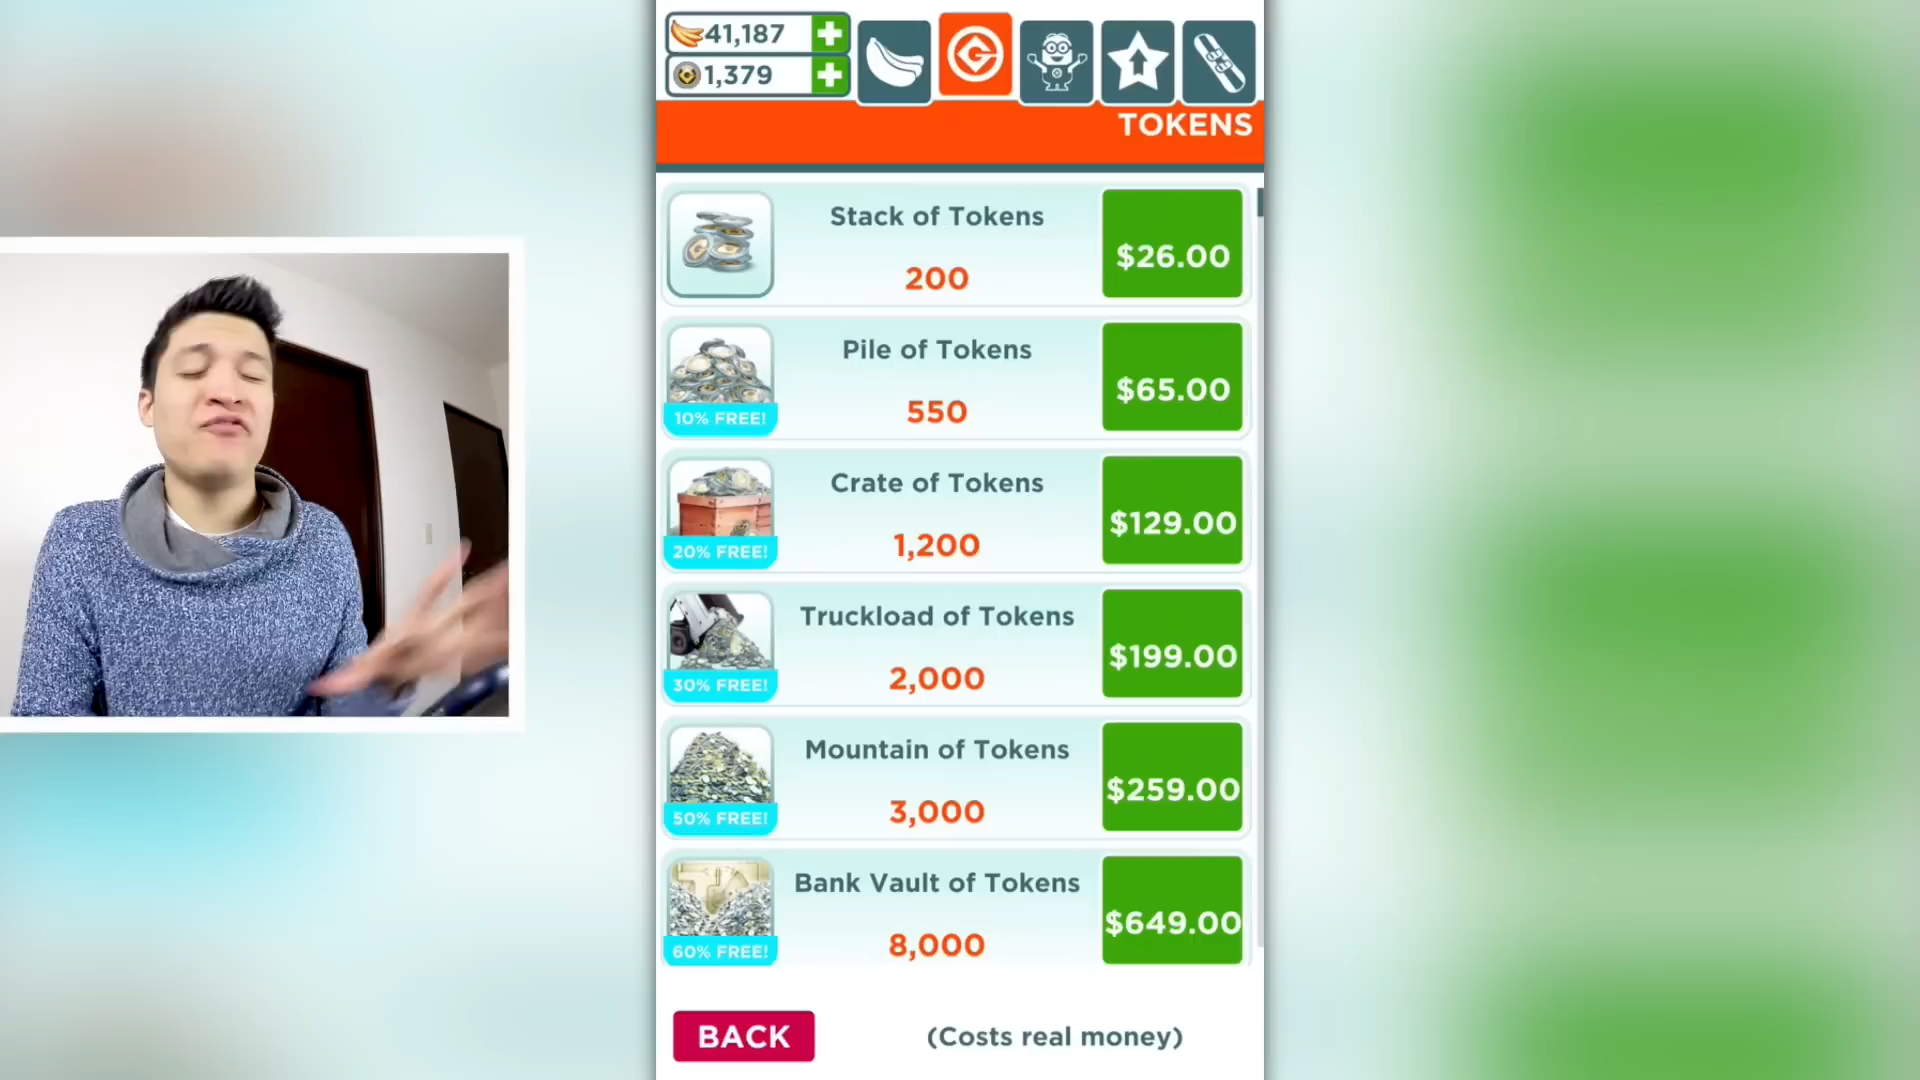 41,187
1,379
TOKENS
Stack of Tokens
200
$26.00
Pile of Tokens
550
$65.00
10% FREE!
Crate of Tokens
1,200
$129.00
20% FREE!
Truckload of Tokens
2,000
$199.00
30% FREE!
Mountain of Tokens
3,000
$259.00
50% FREE!
Bank Vault of Tokens
8,000
$649.00
60% FREE!
BACK
(Costs real money)